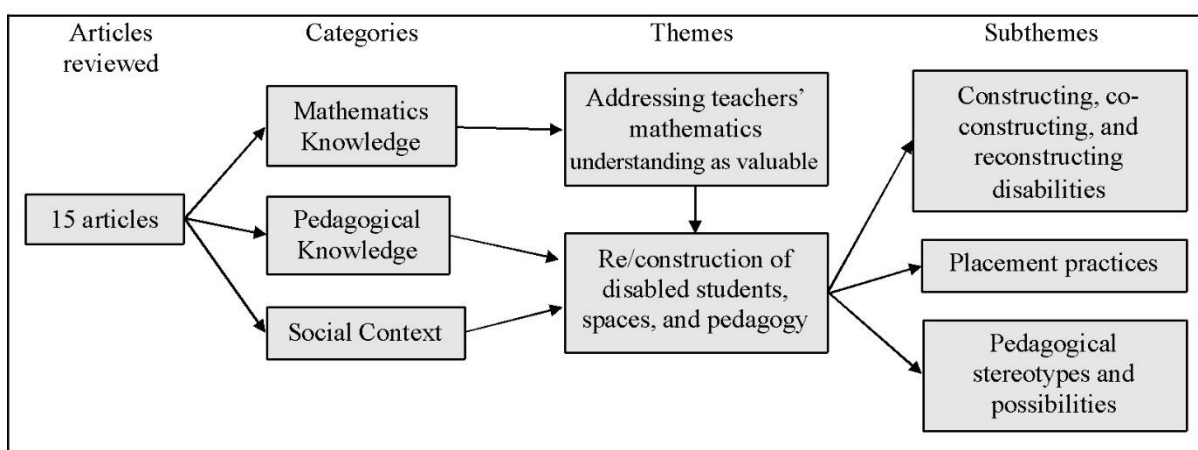 Articles
reviewed
Categories
Themes
Subthemes
15 articles
Mathematics
Knowledge
Pedagogical
Knowledge
Social Context
Addressing teachers'
mathematics
understanding as valuable
Re/construction of
disabled students,
spaces, and pedagogy
Constructing, co-
constructing, and
reconstructing
disabilities
Placement practices
Pedagogical
stereotypes and
possibilities